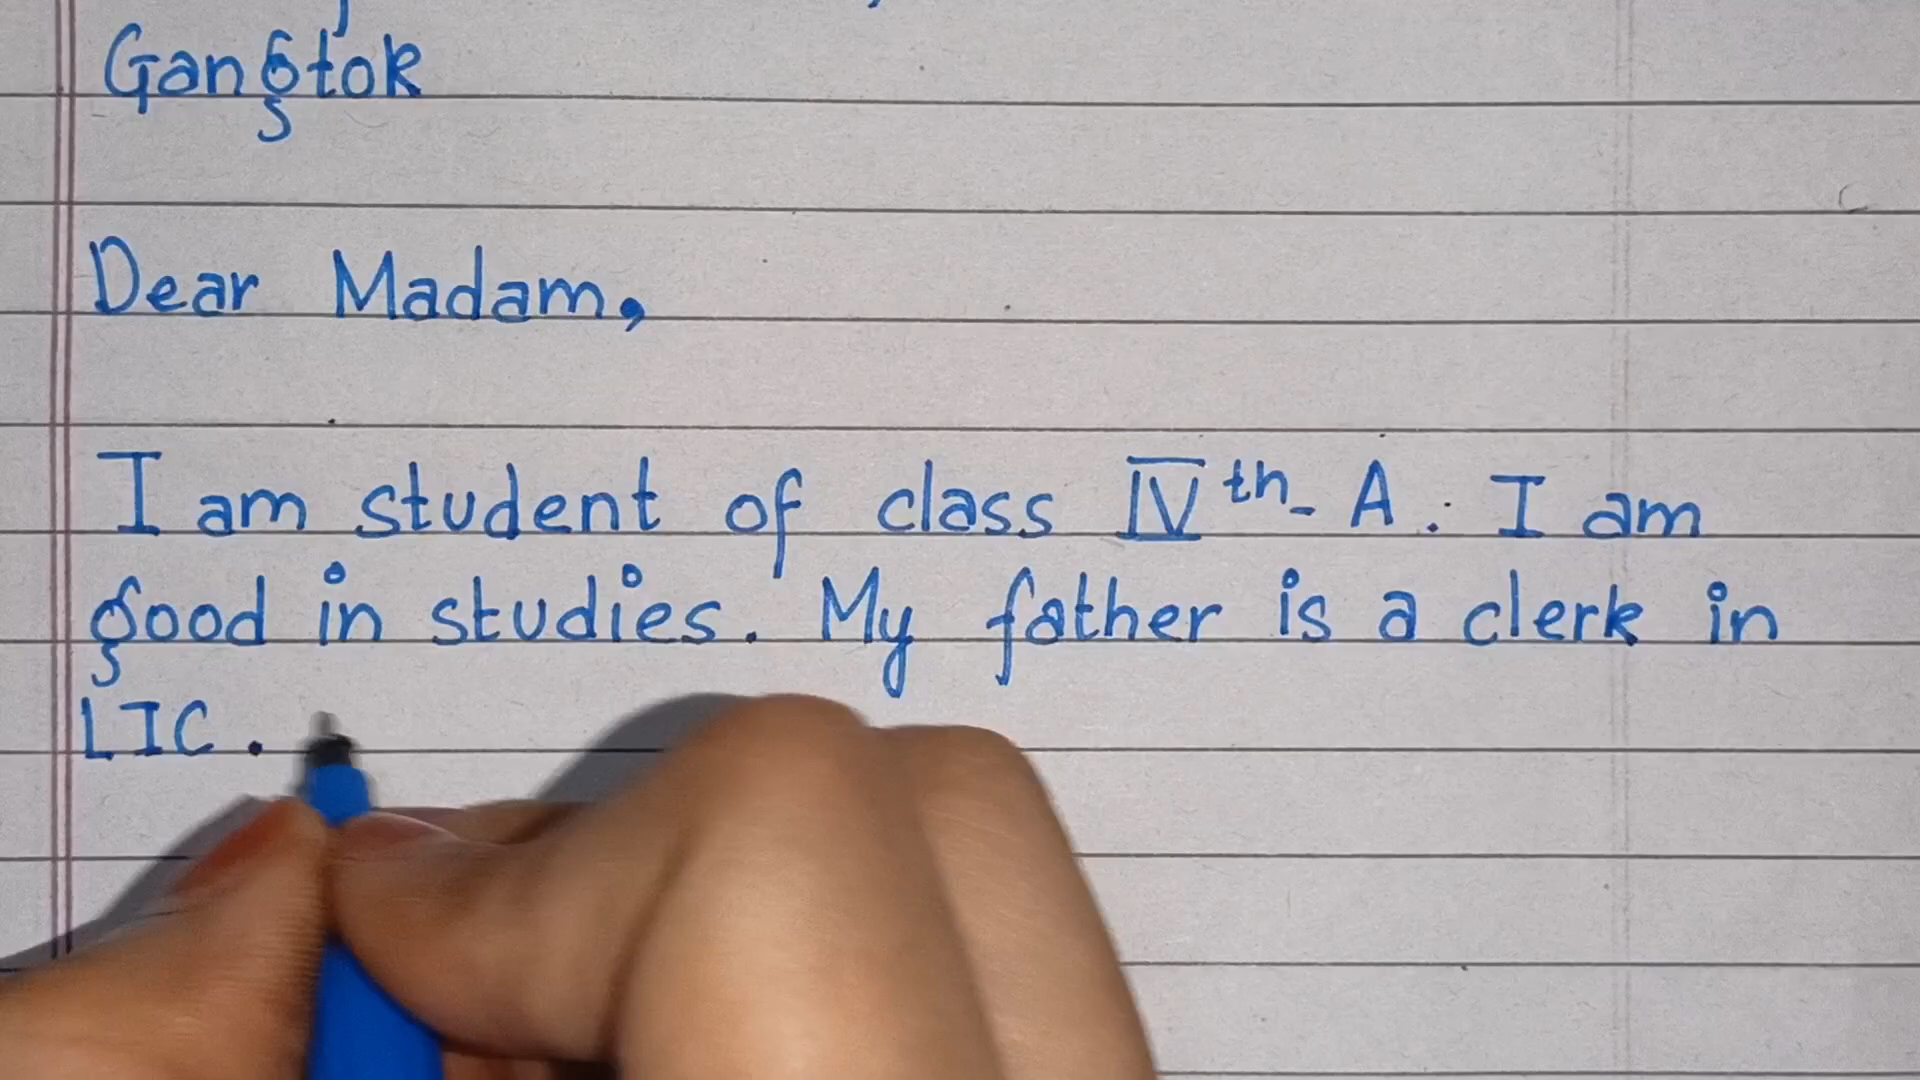 Gangtok
Dear Madam,
I am student of class IVth- A. I am
good in studies. My father is a clerk in
LIC.